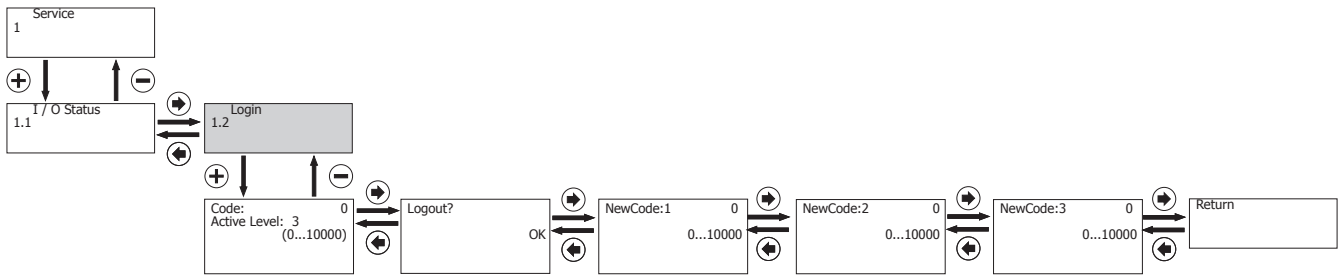 Service
1
I / O Status
1.1
Login
1.2
Code: 0
Active Level: 3
(0...10000)
Logout?
OK
NewCode:1 0
0...10000
NewCode:2 0
0...10000
NewCode:3 0
0...10000
Return